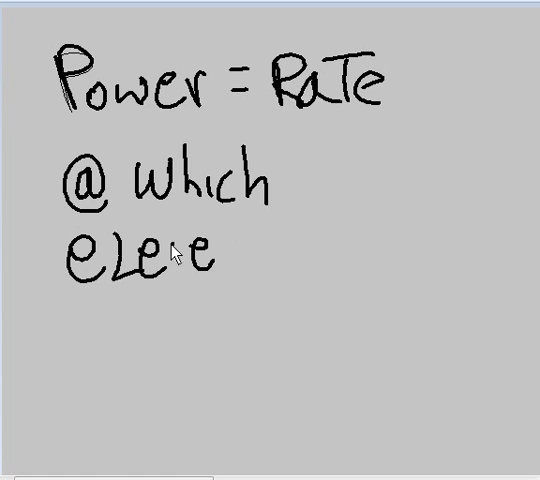 Power = RaTe
@ which
eLe